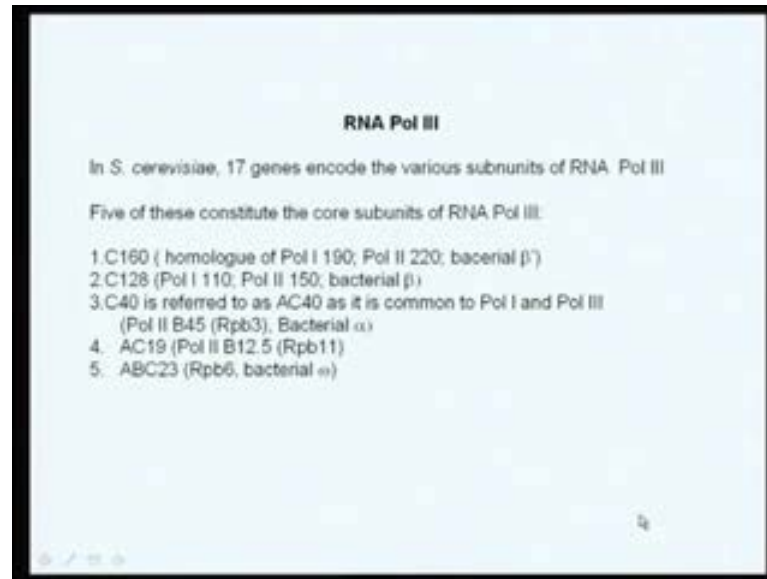 RNA Pol III
In S. cerevisiae, 17 genes encode the various subnunits of RNA Pol III
Five of these constitute the core subunits of RNA Pol III:
1.C160 ( homologue of Pol I 190; Pol II 220; bacerial β')
2.C128 (Pol I 110; Pol II 150; bacterial β)
3.C40 is referred to as AC40 as it is common to Pol I and Pol III
(Pol II B45 (Rpb3), Bacterial α)
4. AC19 (Pol II B12.5 (Rpb11)
5. ABC23 (Rpb6, bacterial ω)